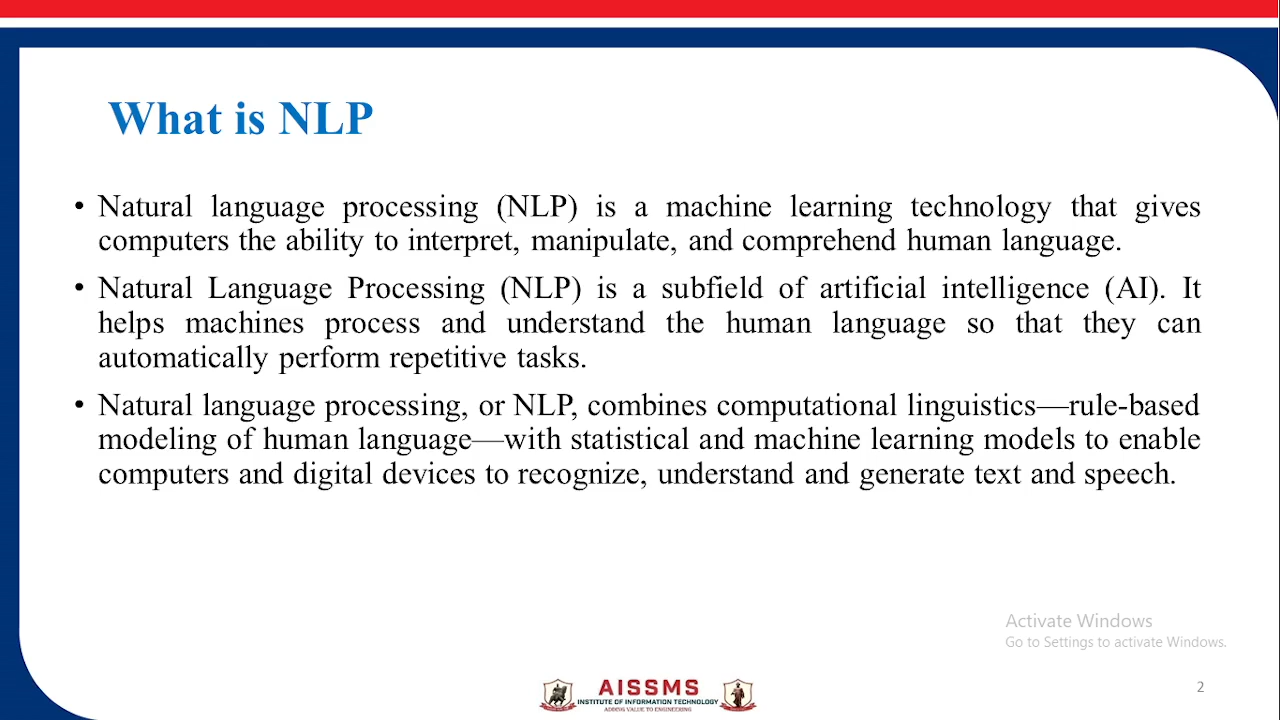 What is NLP
• Natural language processing (NLP) is a machine learning technology that gives
computers the ability to interpret, manipulate, and comprehend human language.
• Natural Language Processing (NLP) is a subfield of artificial intelligence (AI). It
helps machines process and understand the human language so that they can
automatically perform repetitive tasks.
• Natural language processing, or NLP, combines computational linguistics—rule-based
modeling of human language—with statistical and machine learning models to enable
computers and digital devices to recognize, understand and generate text and speech.
Activate Windows
Go to Settings to activate Windows.
AISSMS
INSTITUTE OF INFORMATION TECHNOLOGY
ADDING VALUE TO ENGINEERING
2